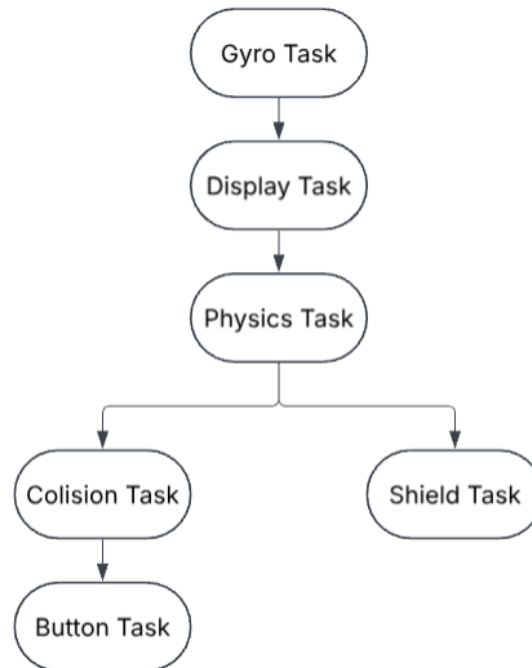 Gyro Task
Display Task
Physics Task
Colision Task
Shield Task
Button Task